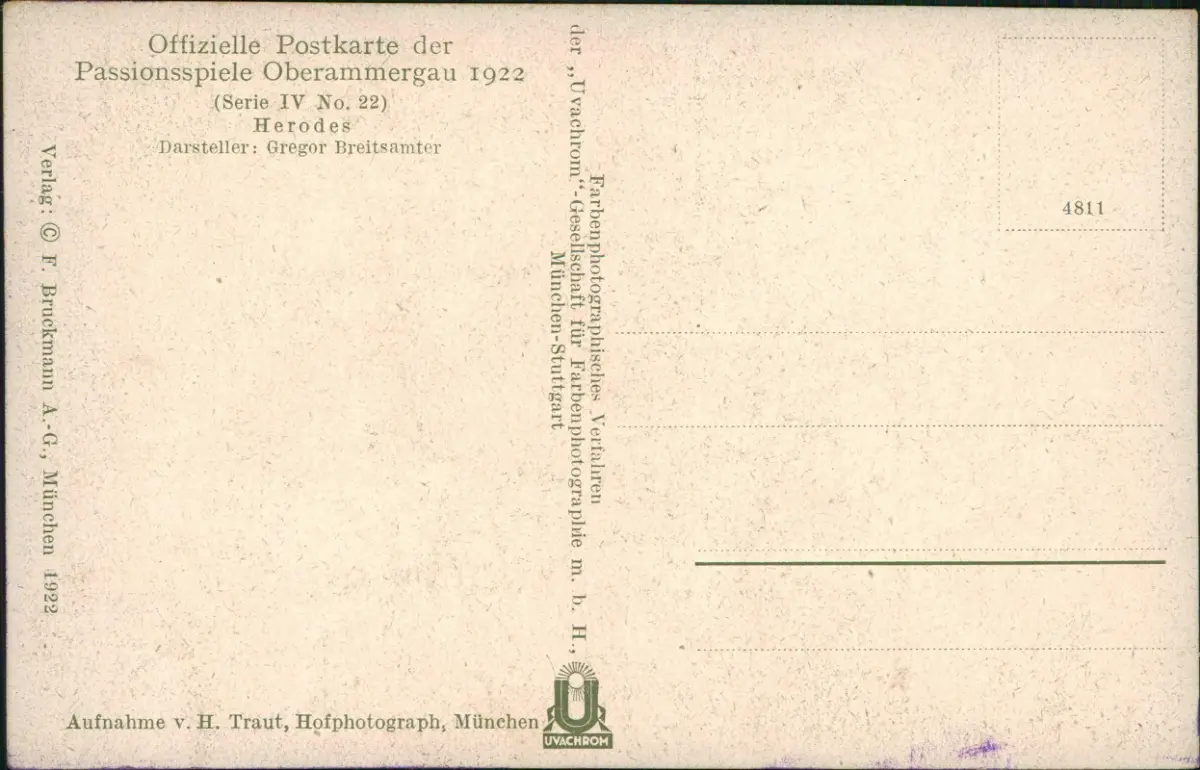 Offizielle Postkarte der
Passionsspiele Oberammergau 1922
(Serie IV No. 22)
Herodes
Darsteller: Gregor Breitsamter
Verlag: © F. Bruckmann A.-G., München 1922
Aufnahme v. H. Traut, Hofphotograph, München
Farbenphotographisches Verfahren
der „Uvachrom“-Gesellschaft für Farbenphotographie m. b. H.,
München-Stuttgart
U
UVACHROM
4811